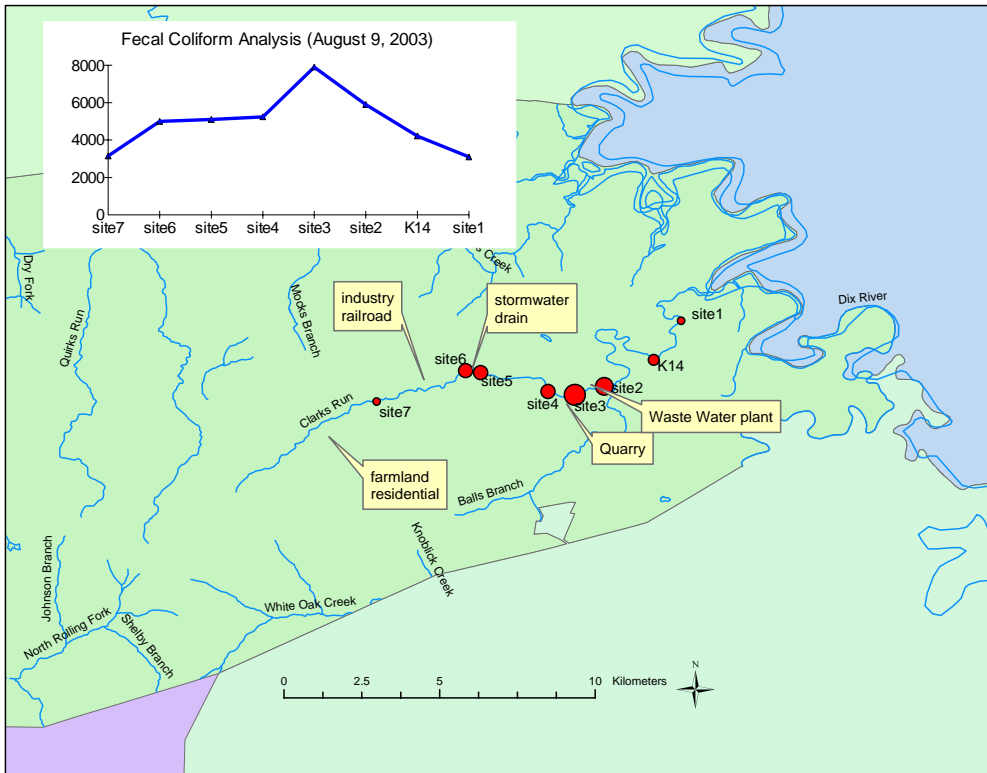 Fecal Coliform Analysis (August 9, 2003)
8000
6000
4000
2000
0
site7 site6 site5 site4 site3 site2 K14 site1
Creek
Dry Fork
Quirks Run
Mocks Branch
industry
railroad
stormwater
drain
Dix River
site1
K14
site6
site5
site4
site3
site2
site7
Clarks Run
Waste Water plant
Quarry
farmland
residential
Balls Branch
Knoblick Creek
Johnson Branch
White Oak Creek
North Rolling Fork
Shelby Branch
0 2.5 5 10 Kilometers
N